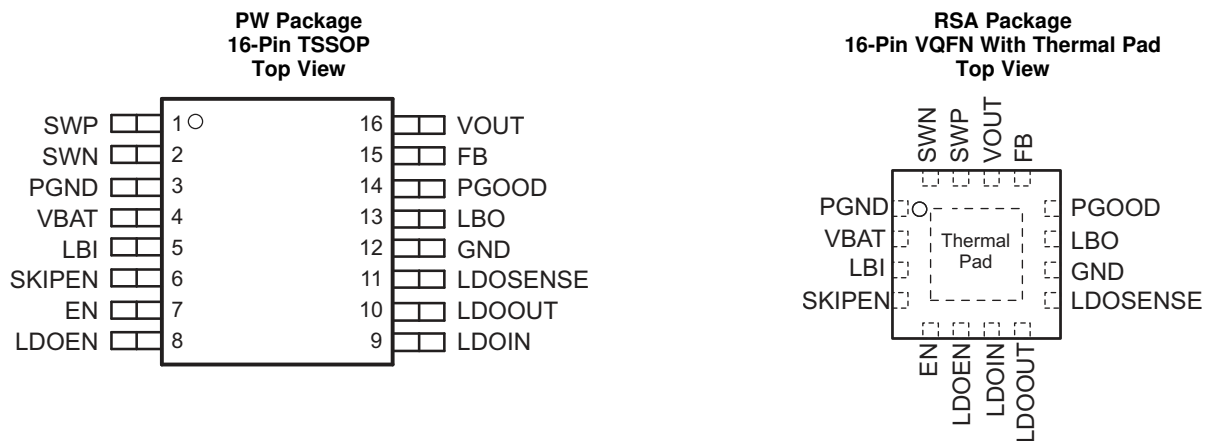 PW Package
16-Pin TSSOP
Top View
SWP 1 16 VOUT
SWN 2 15 FB
PGND 3 14 PGOOD
VBAT 4 13 LBO
LBI 5 12 GND
SKIPEN 6 11 LDOSENSE
EN 7 10 LDOOUT
LDOEN 8 9 LDOIN
RSA Package
16-Pin VQFN With Thermal Pad
Top View
SWN
SWP
VOUT
FB
PGND
PGOOD
VBAT
LBO
LBI
GND
SKIPEN
LDOSENSE
Thermal
Pad
EN
LDOEN
LDOIN
LDOOUT